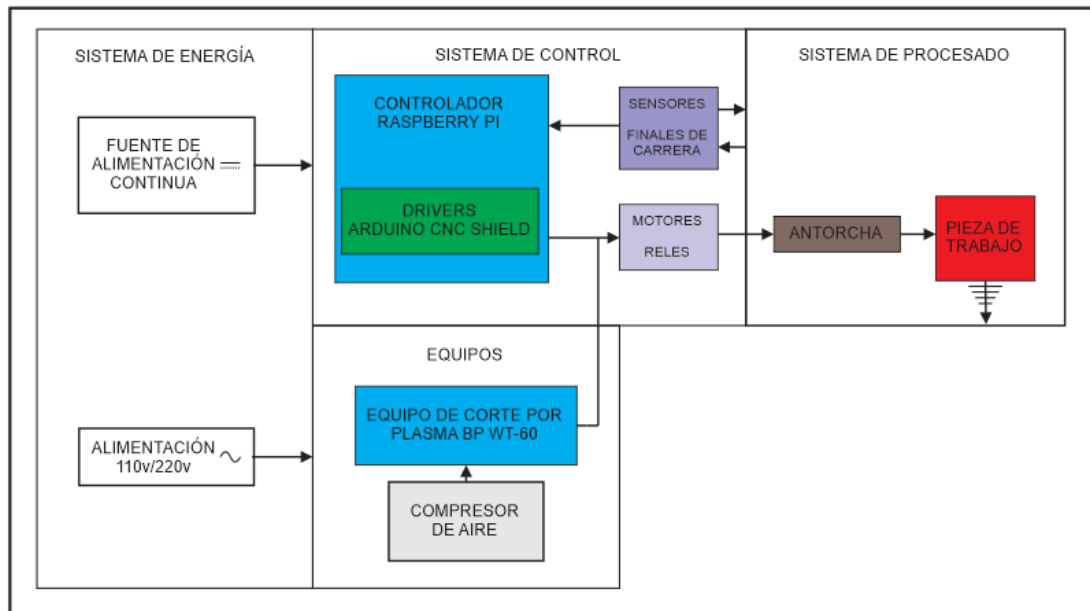 SISTEMA DE ENERGÍA
FUENTE DE
ALIMENTACIÓN
CONTINUA
ALIMENTACIÓN
110v/220v
SISTEMA DE CONTROL
CONTROLADOR
RASPBERRY PI
DRIVERS
ARDUINO CNC SHIELD
SENSORES
FINALES DE
CARRERA
MOTORES
RELES
EQUIPOS
EQUIPO DE CORTE POR
PLASMA BP WT-60
COMPRESOR
DE AIRE
SISTEMA DE PROCESADO
ANTORCHA
PIEZA DE
TRABAJO